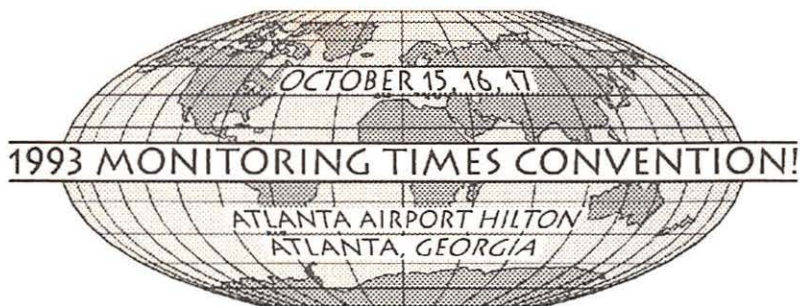 OCTOBER 15, 16, 17
1993 MONITORING TIMES CONVENTION!
ATLANTA AIRPORT HILTON
ATLANTA, GEORGIA